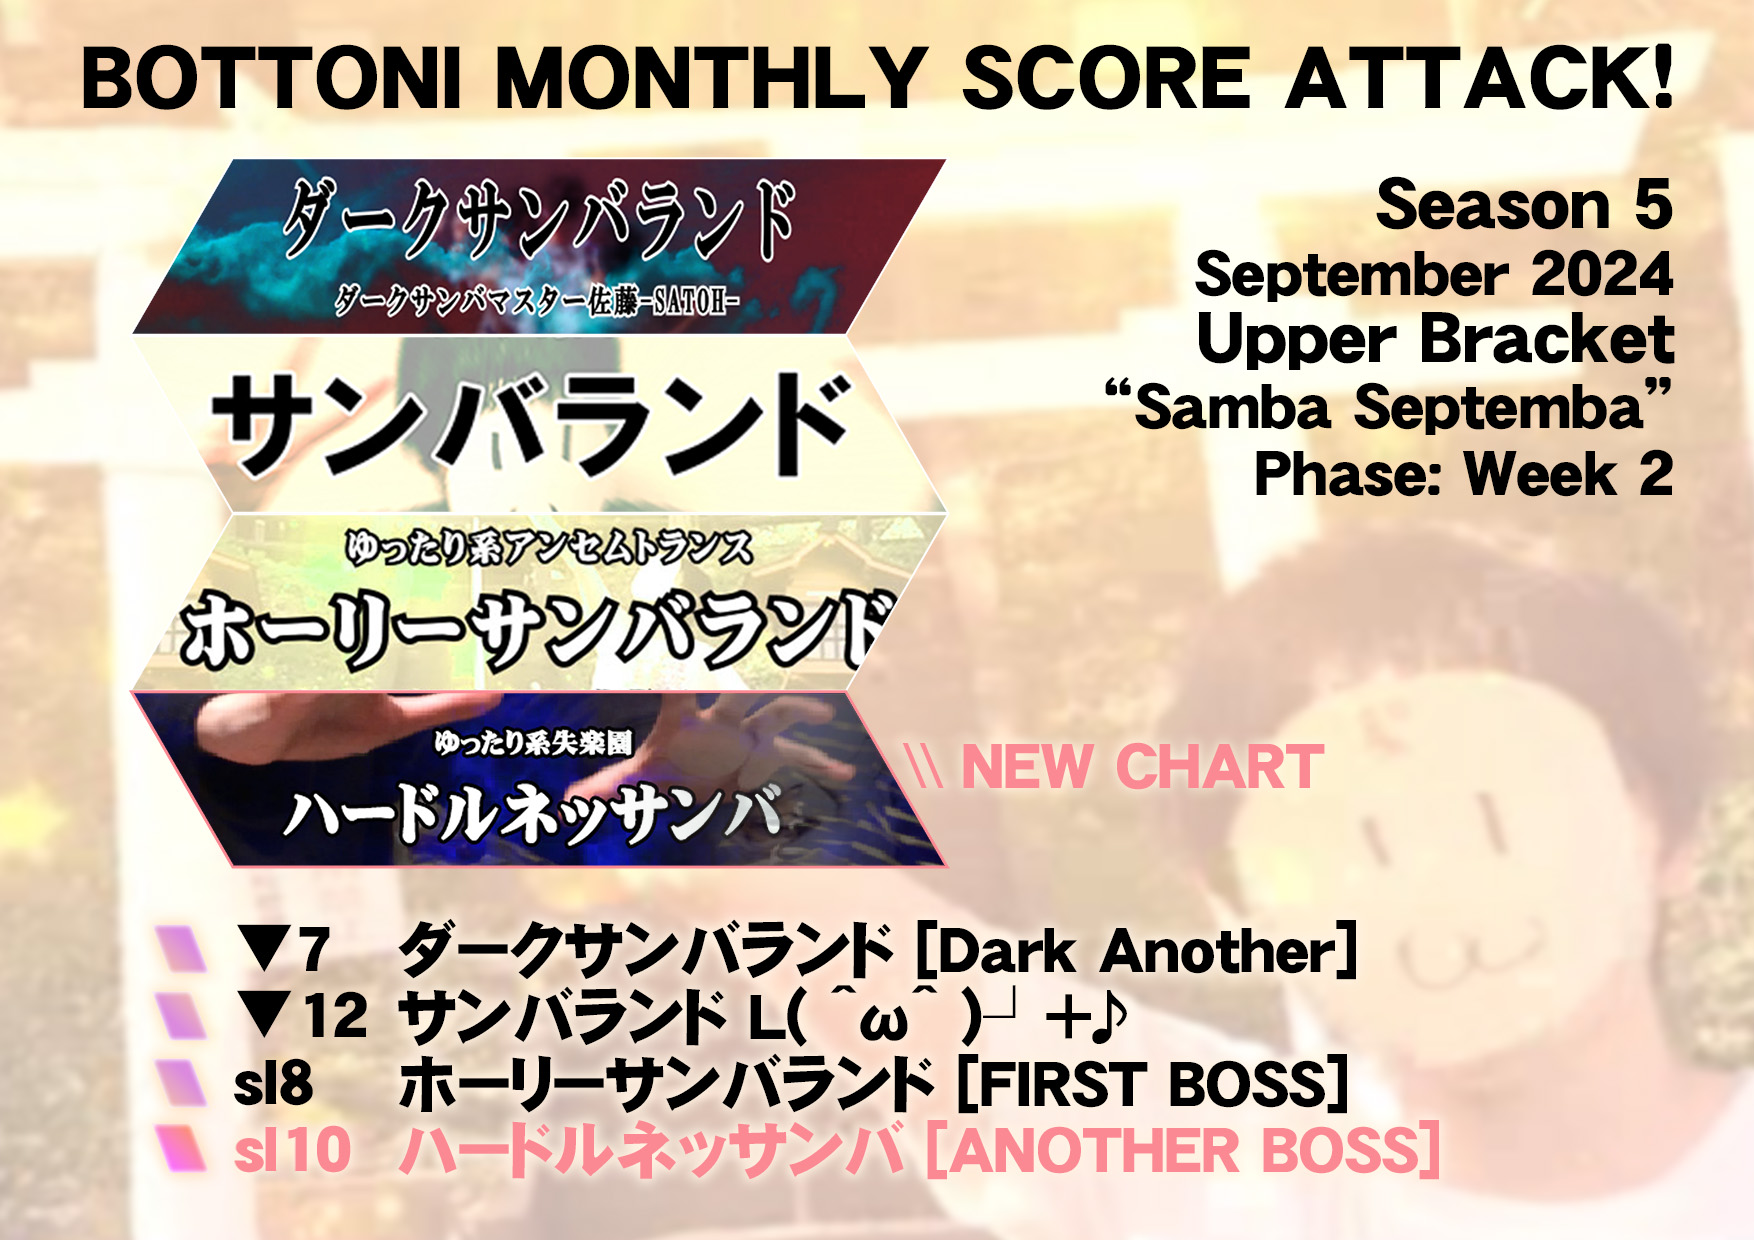 BOTTONI MONTHLY SCORE ATTACK!
ダークサンバランド
ダークサンバマスター佐藤-SATOH-
サンバランド
ゆったり系アンセムトランス
ホーリーサンバランド
ゆったり系失楽園
ハードルネッサンバ
\\ NEW CHART
Season 5
September 2024
Upper Bracket
“Samba Septemba”
Phase: Week 2
▼7 ダークサンバランド [Dark Another]
▼12 サンバランド L( ＾ω＾ )┘＋♪
sl8 ホーリーサンバランド [FIRST BOSS]
sl10 ハードルネッサンバ [ANOTHER BOSS]